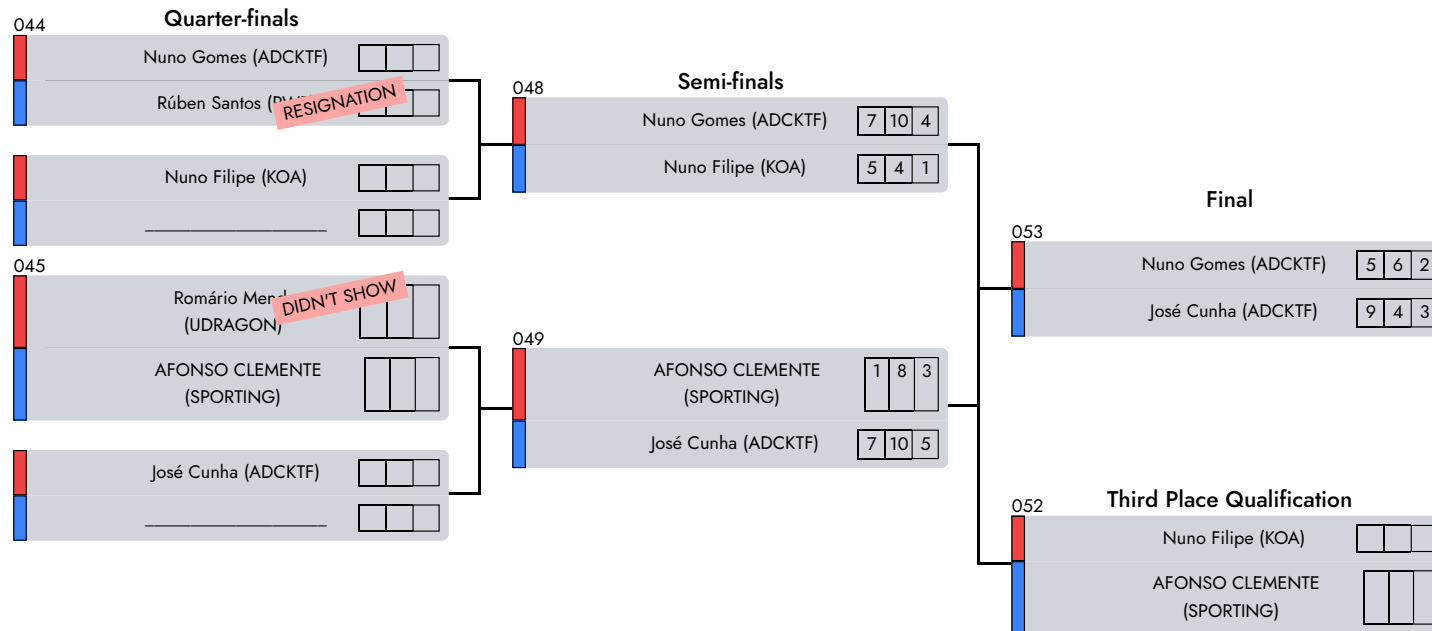 Quarter-finals
044
Nuno Gomes (ADCKTF)
Rúben Santos
RESIGNATION
Nuno Filipe (KOA)
____________________
045
Romário
DIDN'T SHOW
(UDRAGON)
AFONSO CLEMENTE
(SPORTING)
José Cunha (ADCKTF)
____________________
Semi-finals
048
Nuno Gomes (ADCKTF) 7 10 4
Nuno Filipe (KOA) 5 4 1
049
AFONSO CLEMENTE 1 8 3
(SPORTING)
José Cunha (ADCKTF) 7 10 5
Final
053
Nuno Gomes (ADCKTF) 5 6 2
José Cunha (ADCKTF) 9 4 3
Third Place Qualification
052
Nuno Filipe (KOA)
AFONSO CLEMENTE
(SPORTING)